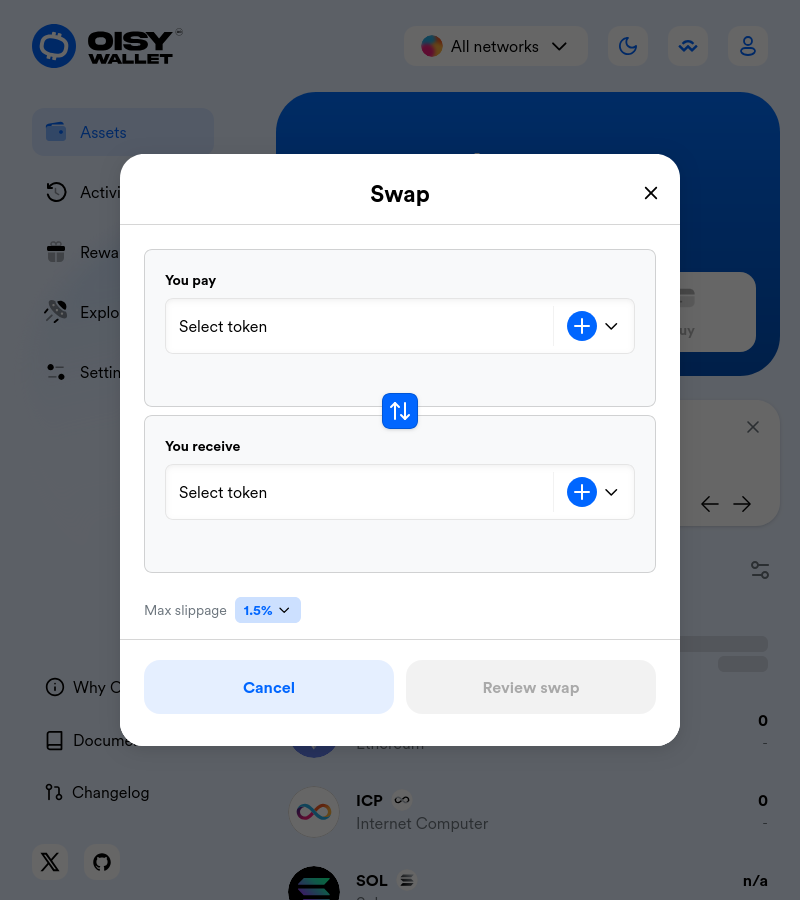 OISY
WALLET
All networks
Assets
Activi
Rewa
Explo
Settin
Swap
You pay
Select token
uy
You receive
Select token
Max slippage
1.5%
Cancel
Review swap
Why O
0
Ethereum
-
Docume
Changelog
ICP
0
Internet Computer
-
SOL
n/a